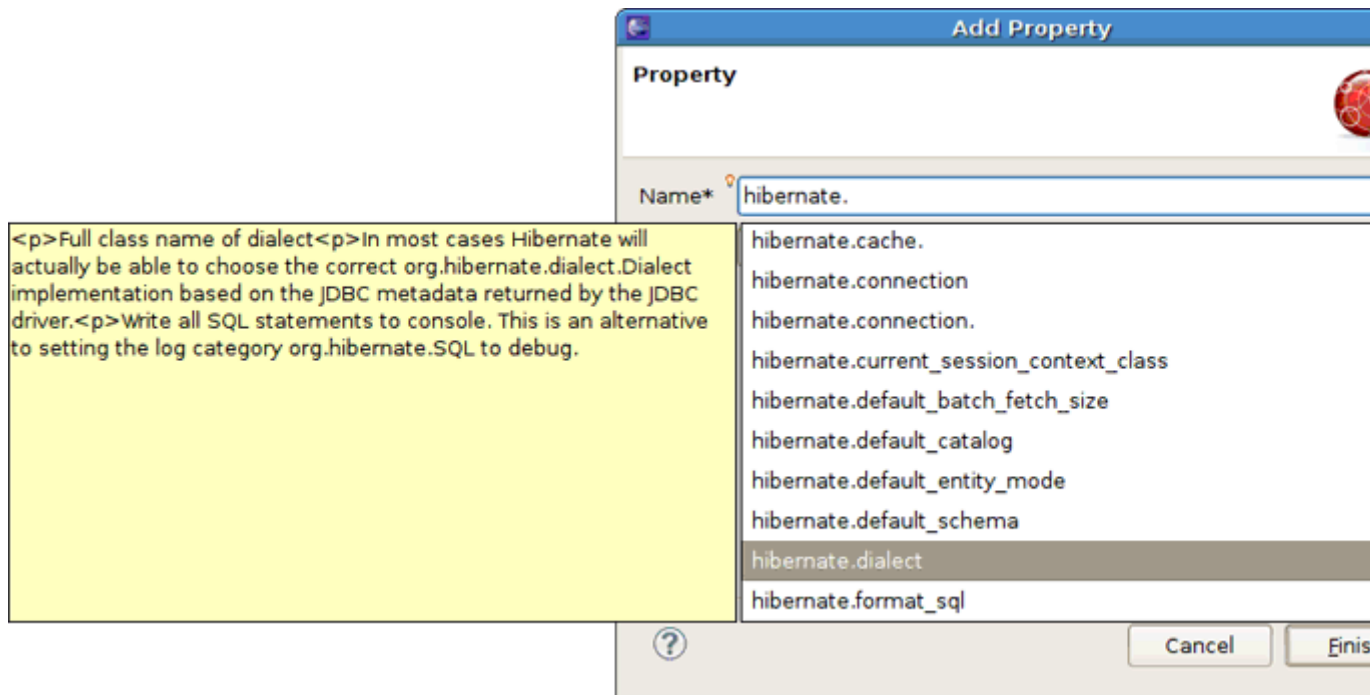 Add Property
Property
Name*
hibernate.
<p>Full class name of dialect<p>In most cases Hibernate will
actually be able to choose the correct org.hibernate.dialect.Dialect
implementation based on the JDBC metadata returned by the JDBC
driver.<p>Write all SQL statements to console. This is an alternative
to setting the log category org.hibernate.SQL to debug.
hibernate.cache.
hibernate.connection
hibernate.connection.
hibernate.current_session_context_class
hibernate.default_batch_fetch_size
hibernate.default_catalog
hibernate.default_entity_mode
hibernate.default_schema
hibernate.dialect
hibernate.format_sql
?
Cancel
Finis